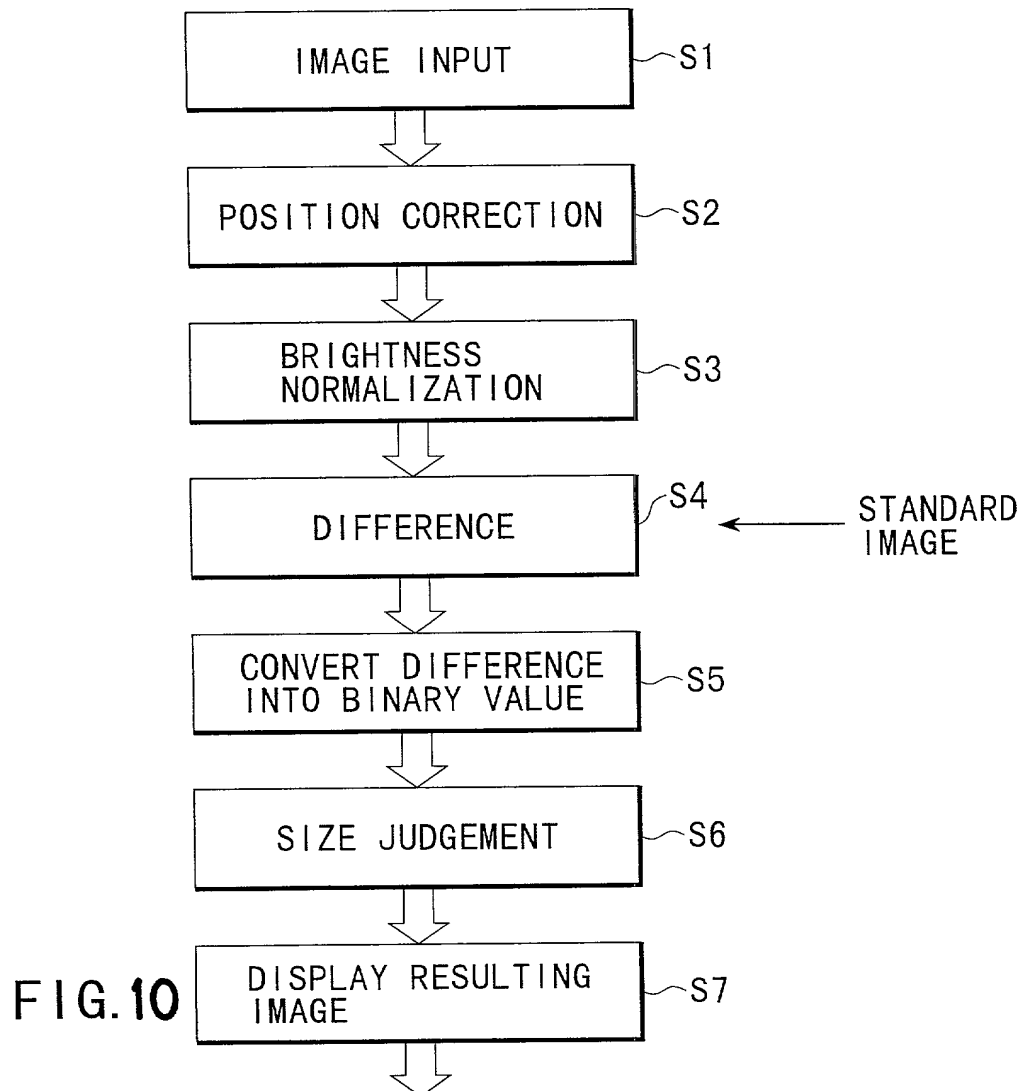 IMAGE INPUT
S1
POSITION CORRECTION
S2
BRIGHTNESS
NORMALIZATION
S3
DIFFERENCE
S4
STANDARD
IMAGE
CONVERT DIFFERENCE
INTO BINARY VALUE
S5
SIZE JUDGEMENT
S6
DISPLAY RESULTING
IMAGE
S7
FIG.10